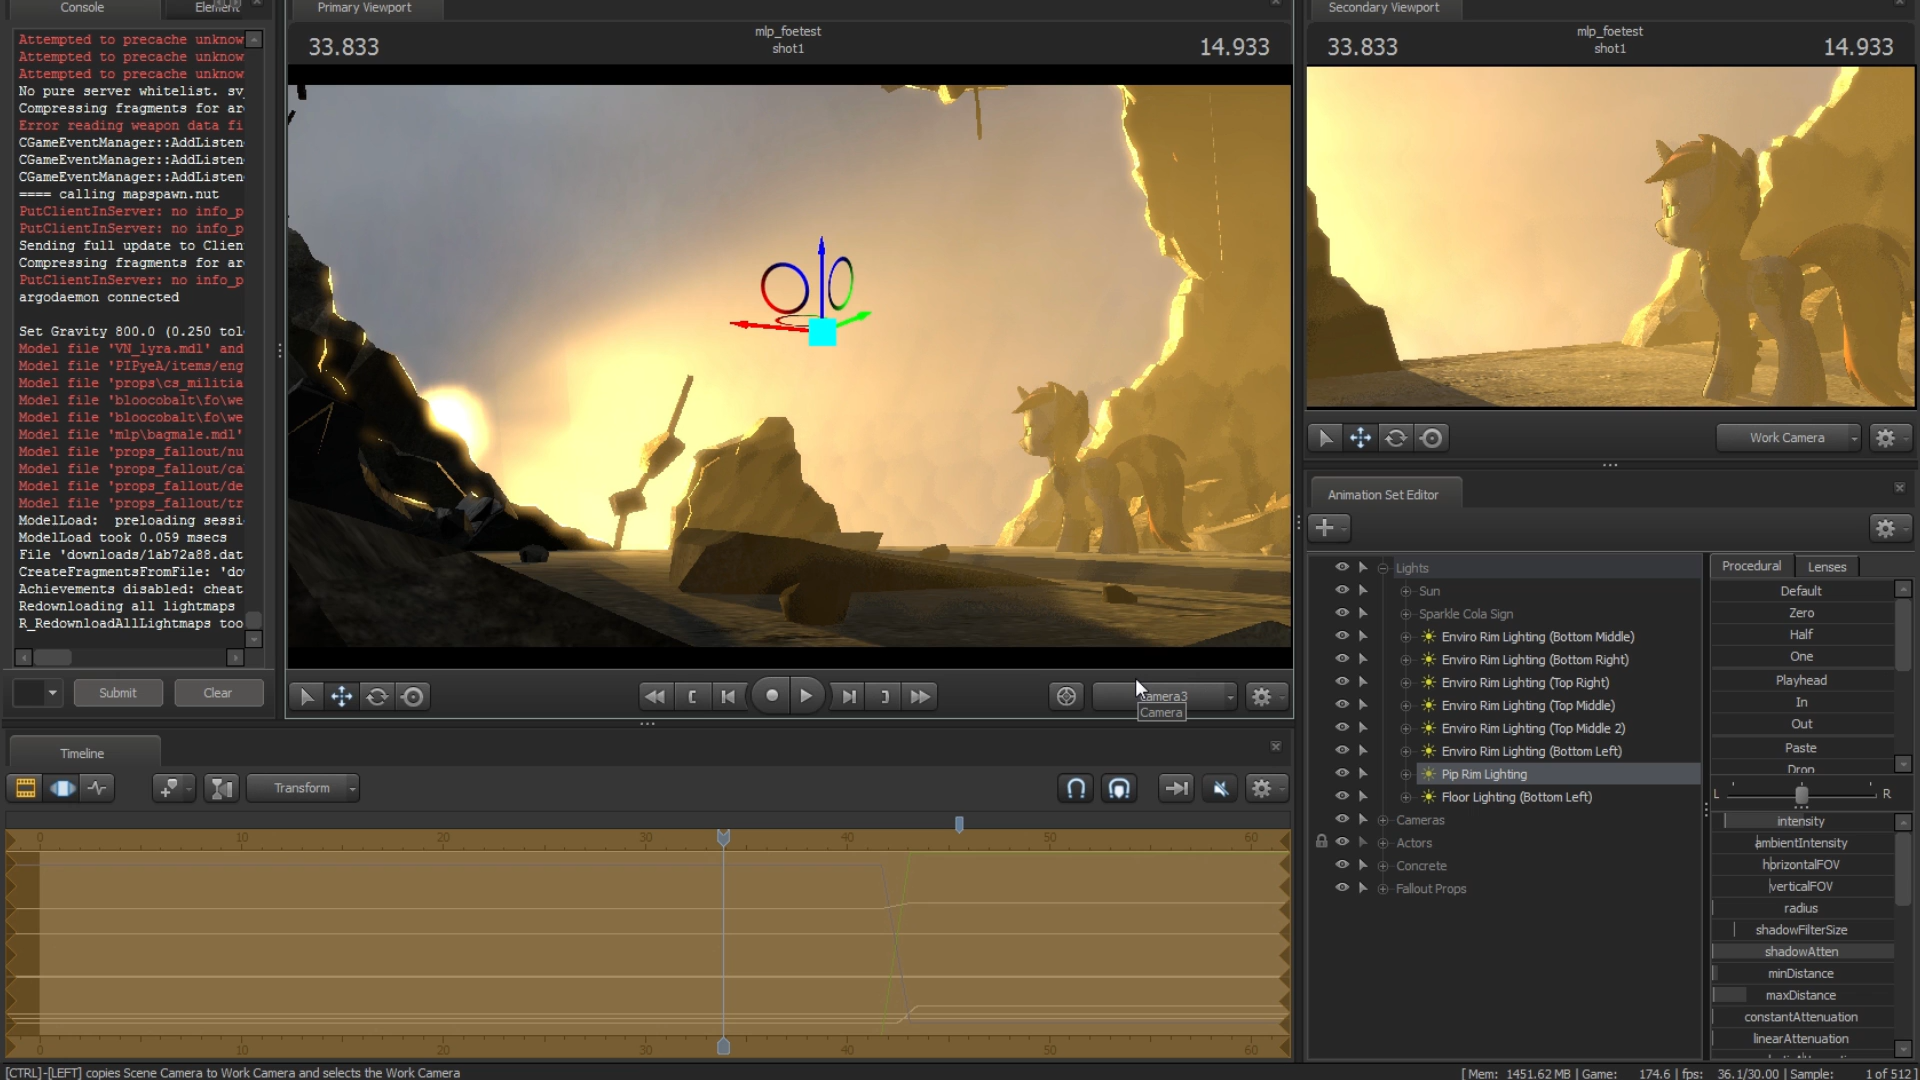 Console
Element
Attempted to precache unknow
Attempted to precache unknow
Attempted to precache unknow
No pure server whitelist. sv
Compressing fragments for ar
Error reading weapon data fi
CGameEventManager::AddListen
CGameEventManager::AddListen
CGameEventManager::AddListen
==== calling mapspawn.nut
PutClientInServer: no info_p
PutClientInServer: no info_p
Sending full update to Clien
Compressing fragments for ar
PutClientInServer: no info_p
argodaemon connected
Set Gravity 800.0 (0.250 tol
Model file 'VN_lyra.mdl' and
Model file 'PIPyeA/items/eng
Model file 'props\cs_militia
Model file 'bloocobalt\fo\we
Model file 'bloocobalt\fo\we
Model file 'mlp\bagmale.mdl'
Model file 'props_fallout/nu
Model file 'props_fallout/ca
Model file 'props_fallout/de
Model file 'props_fallout/tr
ModelLoad:  preloading sessi
ModelLoad took 0.059 msecs
File 'downloads/1ab72a88.dat
CreateFragmentsFromFile: 'do
Achievements disabled: cheat
Redownloading all lightmaps
R_RedownloadAllLightmaps too
Submit
Clear
Primary Viewport
33.833
mlp_foetest
shot1
14.933
Camera
Secondary Viewport
33.833
mlp_foetest
shot1
14.933
Work Camera
Animation Set Editor
Lights
Sun
Sparkle Cola Sign
Enviro Rim Lighting (Bottom Middle)
Enviro Rim Lighting (Bottom Right)
Enviro Rim Lighting (Top Right)
Enviro Rim Lighting (Top Middle)
Enviro Rim Lighting (Top Middle 2)
Enviro Rim Lighting (Bottom Left)
Pip Rim Lighting
Floor Lighting (Bottom Left)
Cameras
Actors
Concrete
Fallout Props
Procedural
Lenses
Default
Zero
Half
One
Playhead
In
Out
Paste
Drop
L
R
intensity
ambientIntensity
horizontalFOV
verticalFOV
radius
shadowFilterSize
shadowAtten
minDistance
maxDistance
constantAttenuation
linearAttenuation
Timeline
Transform
0 10 20 30 40 50 60
0 10 20 30 40 50 60
[CTRL]-[LEFT] copies Scene Camera to Work Camera and selects the Work Camera
[ Mem: 1451.62 MB | Game: 174.6 | fps: 36.1/30.00 | Sample: 1 of 512 ]